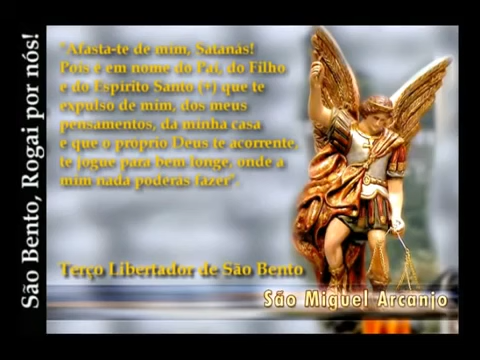 São Bento, Rogai por nós!
"Afasta-te de mim, Satanás!
Pois é em nome do Pai, do Filho
e do Espírito Santo (+) que te
expulso de mim, dos meus
pensamentos, da minha casa
e que o proprio Deus te acorrente,
te jogue para bem longe, onde a
mim nada poderás fazer".
Terço Libertador de São Bento
São Miguel Arcanjo